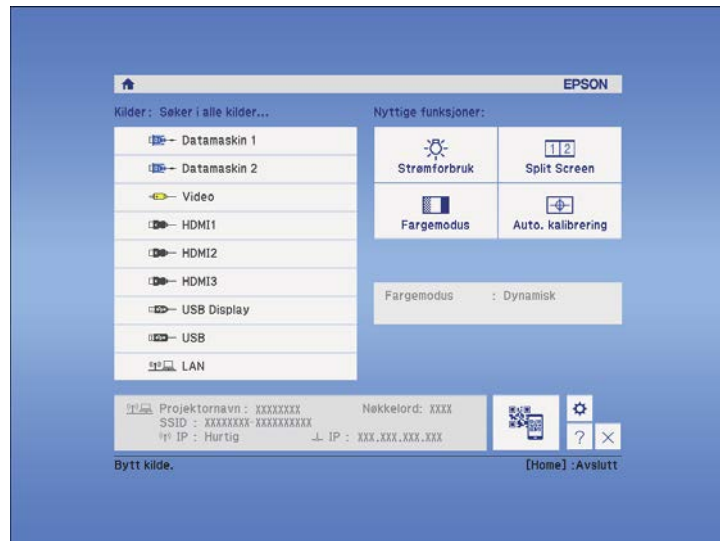 EPSON
Kilder: Søker i alle kilder...
Datamaskin 1
Datamaskin 2
Video
HDMI1
HDMI2
HDMI3
USB Display
USB
LAN
Nyttige funksjoner:
Strømforbruk
1 2
Split Screen
Fargemodus
Auto. kalibrering
Fargemodus : Dynamisk
Projektornavn : XXXXXXXX Nøkkelord: XXXX
SSID : XXXXXXXX-XXXXXXXXXX
IP : Hurtig IP : XXX.XXX.XXX.XXX
?
Bytt kilde. [Home] :Avslutt